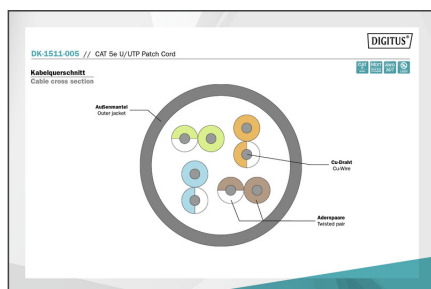 DIGITUS®
DK-1511-005 // CAT 5e U/UTP Patch Cord
Kabelquerschnitt
Cable cross section
Außenmantel
Outer jacket
Cu-Draht
Cu-Wire
Aderspaare
Twisted pair